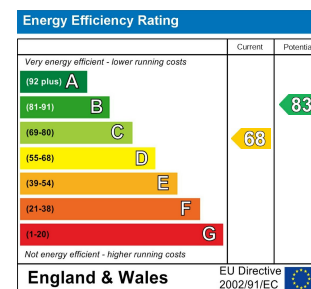 Energy Efficiency Rating
Current
Potentia
Very energy efficient - lower running costs
(92 plus) A
(81-91) B
83
(69-80) C
68
(55-68) D
(39-54) E
(21-38) F
(1-20) G
Not energy efficient - higher running costs
England & Wales
EU Directive
2002/91/EC